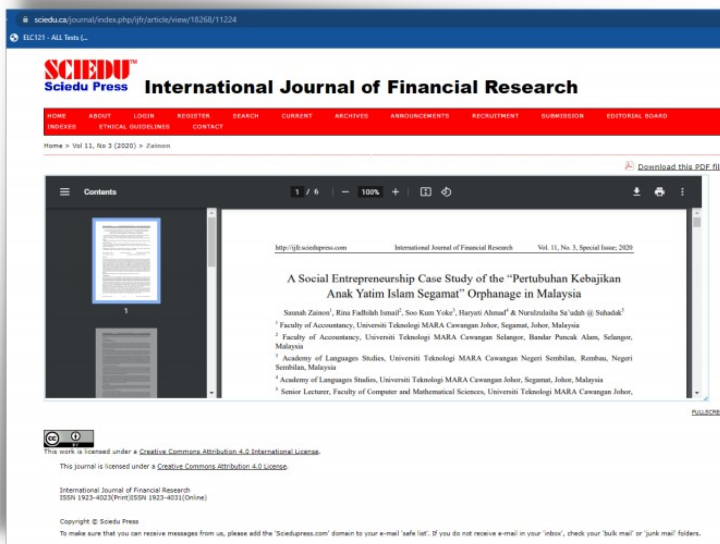 sciedu.ca/journal/index.php/ijfr/article/view/18268/11224
ELC121 - ALL Tests (...
SCIEDU
Sciedu Press
International Journal of Financial Research
HOME ABOUT LOGIN REGISTER SEARCH CURRENT ARCHIVES ANNOUNCEMENTS RECRUITMENT SUBMISSION EDITORIAL BOARD
INDEXES ETHICAL GUIDELINES CONTACT
Home > Vol 11, No 3 (2020) > Zainon
Download this PDF fil
Contents 1 / 6 100%
http://ijfr.sciedupress.com International Journal of Financial Research Vol. 11, No. 3, Special Issue; 2020
A Social Entrepreneurship Case Study of the “Pertubuhan Kebajikan
Anak Yatim Islam Segamat” Orphanage in Malaysia
Saunah Zainon1, Rina Fadhilah Ismail2, Soo Kum Yoke3, Haryati Ahmad4 & Nurulzulaiha Sa'udah @ Suhadak5
1 Faculty of Accountancy, Universiti Teknologi MARA Cawangan Johor, Segamat, Johor, Malaysia
2 Faculty of Accountancy, Universiti Teknologi MARA Cawangan Selangor, Bandar Puncak Alam, Selangor,
Malaysia
3 Academy of Languages Studies, Universiti Teknologi MARA Cawangan Negeri Sembilan, Rembau, Negeri
Sembilan, Malaysia
4 Academy of Languages Studies, Universiti Teknologi MARA Cawangan Johor, Segamat, Johor, Malaysia
5 Senior Lecturer, Faculty of Computer and Mathematical Sciences, Universiti Teknologi MARA Cawangan Johor,
1
FULLSCRE
cc BY
This work is licensed under a Creative Commons Attribution 4.0 International License.
This journal is licensed under a Creative Commons Attribution 4.0 License.
International Journal of Financial Research
ISSN 1923-4023(Print)ISSN 1923-4031(Online)
Copyright © Sciedu Press
To make sure that you can receive messages from us, please add the 'Sciedupress.com' domain to your e-mail 'safe list'. If you do not receive e-mail in your 'inbox', check your 'bulk mail' or 'junk mail' folders.